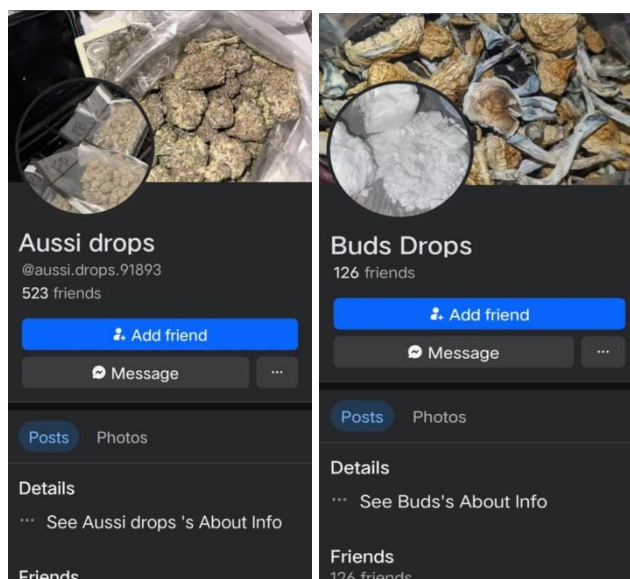 Aussi drops
@aussi.drops.91893
523 friends
Add friend
Message
Posts Photos
Details
See Aussi drops 's About Info
Friends
Buds Drops
126 friends
Add friend
Message
Posts Photos
Details
See Buds's About Info
Friends
126 friends